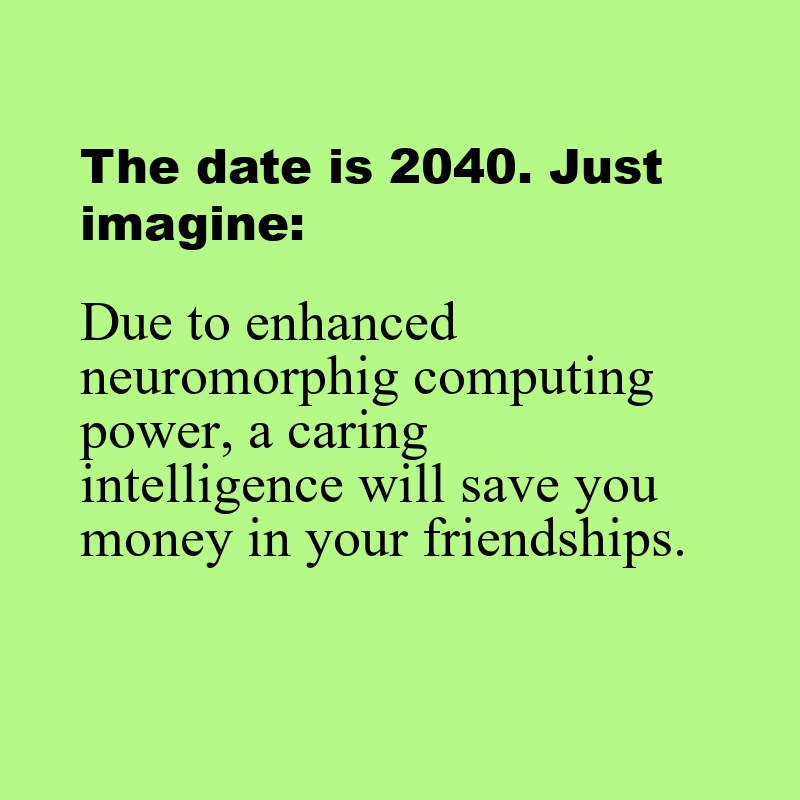 The date is 2040. Just
imagine:
Due to enhanced
neuromorphig computing
power, a caring
intelligence will save you
money in your friendships.